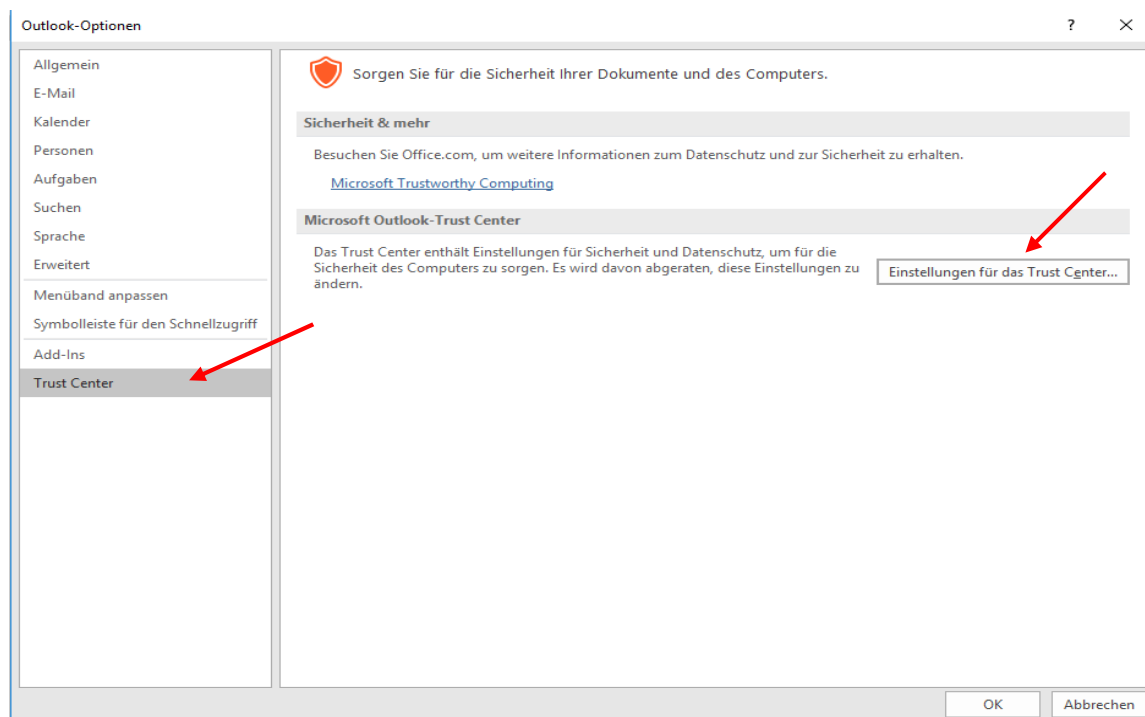 Outlook-Optionen
?
Allgemein
E-Mail
Kalender
Personen
Aufgaben
Suchen
Sprache
Erweitert
Menüband anpassen
Symbolleiste für den Schnellzugriff
Add-Ins
Trust Center
Sorgen Sie für die Sicherheit Ihrer Dokumente und des Computers.
Sicherheit & mehr
Besuchen Sie Office.com, um weitere Informationen zum Datenschutz und zur Sicherheit zu erhalten.
Microsoft Trustworthy Computing
Microsoft Outlook-Trust Center
Das Trust Center enthält Einstellungen für Sicherheit und Datenschutz, um für die
Sicherheit des Computers zu sorgen. Es wird davon abgeraten, diese Einstellungen zu
ändern.
Einstellungen für das Trust Center...
OK
Abbrechen